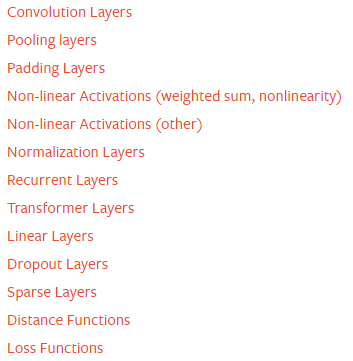 Convolution Layers
Pooling layers
Padding Layers
Non-linear Activations (weighted sum, nonlinearity)
Non-linear Activations (other)
Normalization Layers
Recurrent Layers
Transformer Layers
Linear Layers
Dropout Layers
Sparse Layers
Distance Functions
Loss Functions